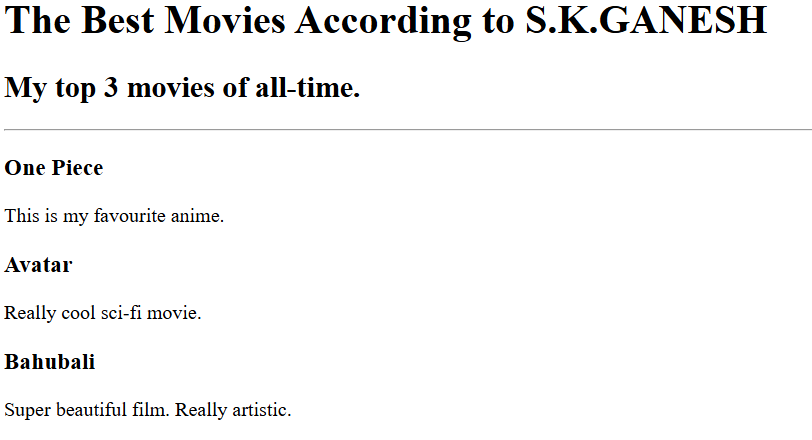 The Best Movies According to S.K.GANESH
My top 3 movies of all-time.
One Piece
This is my favourite anime.
Avatar
Really cool sci-fi movie.
Bahubali
Super beautiful film. Really artistic.